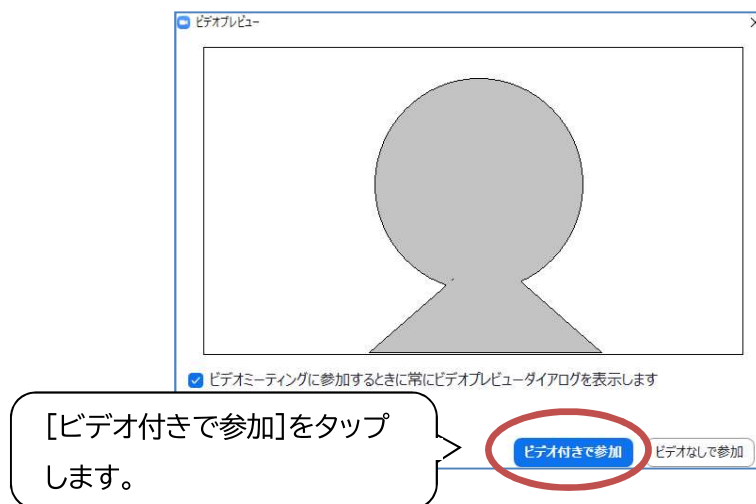 ビデオプレビュー
ビデオミーティングに参加するときに常にビデオプレビューダイアログを表示します
[ビデオ付きで参加]をタップ
します。
ビデオ付きで参加 ビデオなしで参加